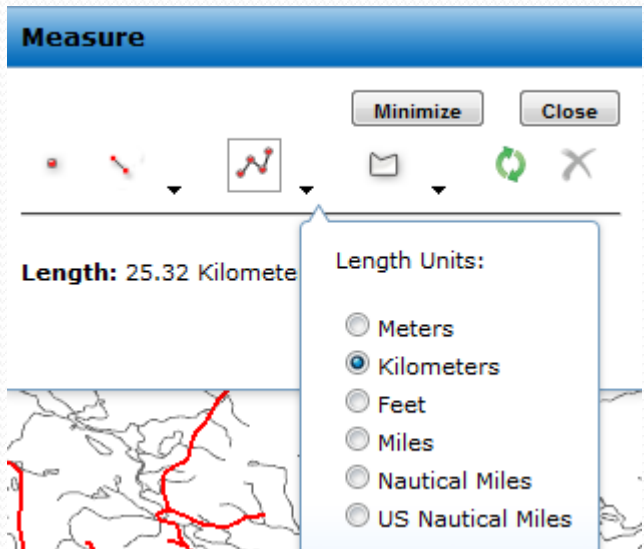 Measure
Minimize
Close
Length: 25.32 Kilomete
Length Units:
Meters
Kilometers
Feet
Miles
Nautical Miles
US Nautical Miles